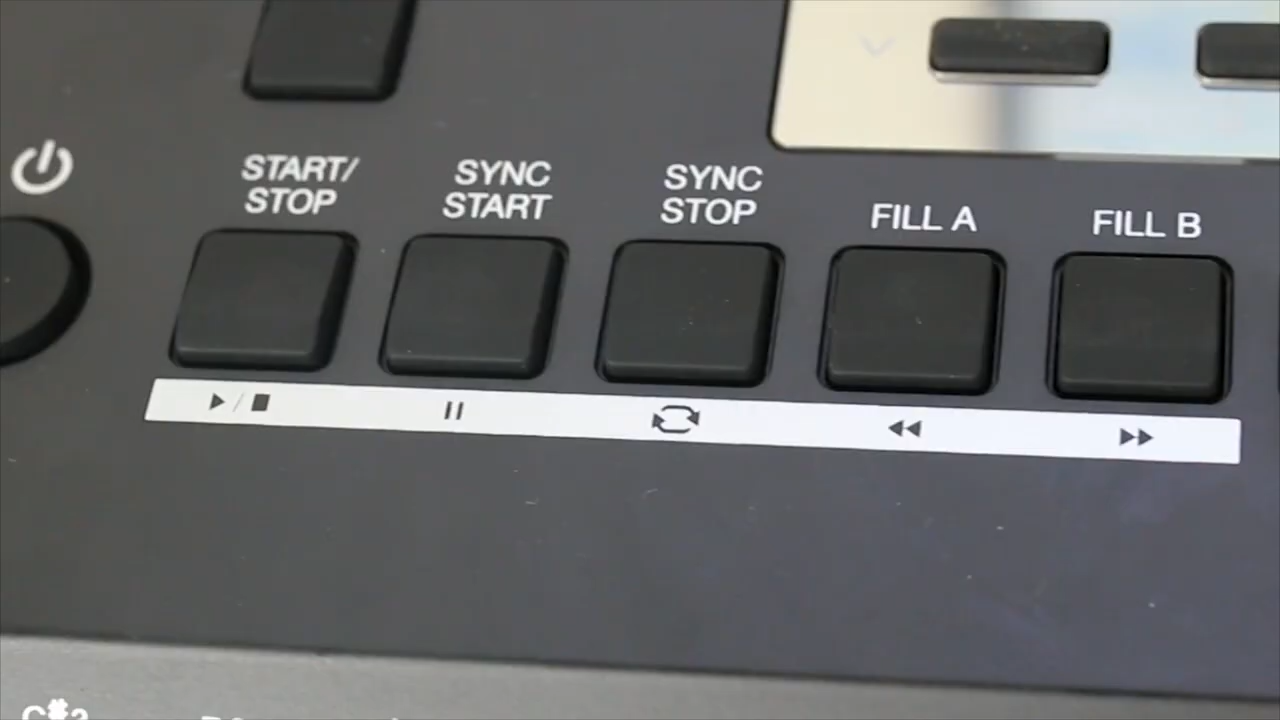 START/
STOP
SYNC
START
SYNC
STOP
FILL A
FILL B